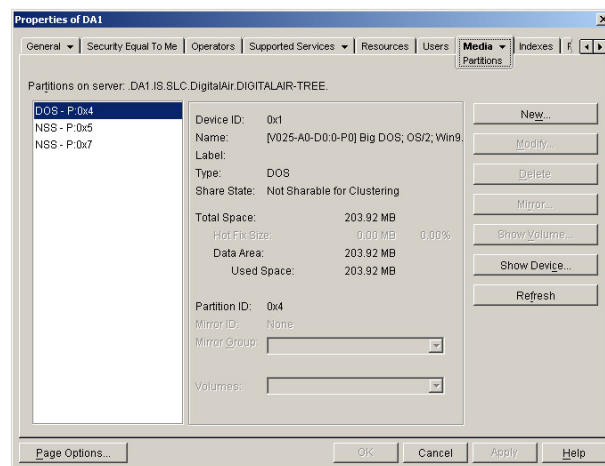 Properties of DA1
General Security Equal To Me Operators Supported Services Resources Users Media Indexes
Partitions
Partitions on server: .DA1.IS.SLC.DigitalAir.DIGITALAIR-TREE.
DOS - P:0x4
NSS - P:0x5
NSS - P:0x7
Device ID: 0x1
Name: [V025-A0-D0:0-P0] Big DOS; OS/2; Win9.
Label:
Type: DOS
Share State: Not Sharable for Clustering
Total Space: 203.92 MB
Hot Fix Size: 0.00 MB 0.00%
Data Area: 203.92 MB
Used Space: 203.92 MB
Partition ID: 0x4
Mirror ID: None
Mirror Group:
Volumes:
New...
Modify...
Delete
Mirror...
Show Volume...
Show Device...
Refresh
Page Options... OK Cancel Apply Help